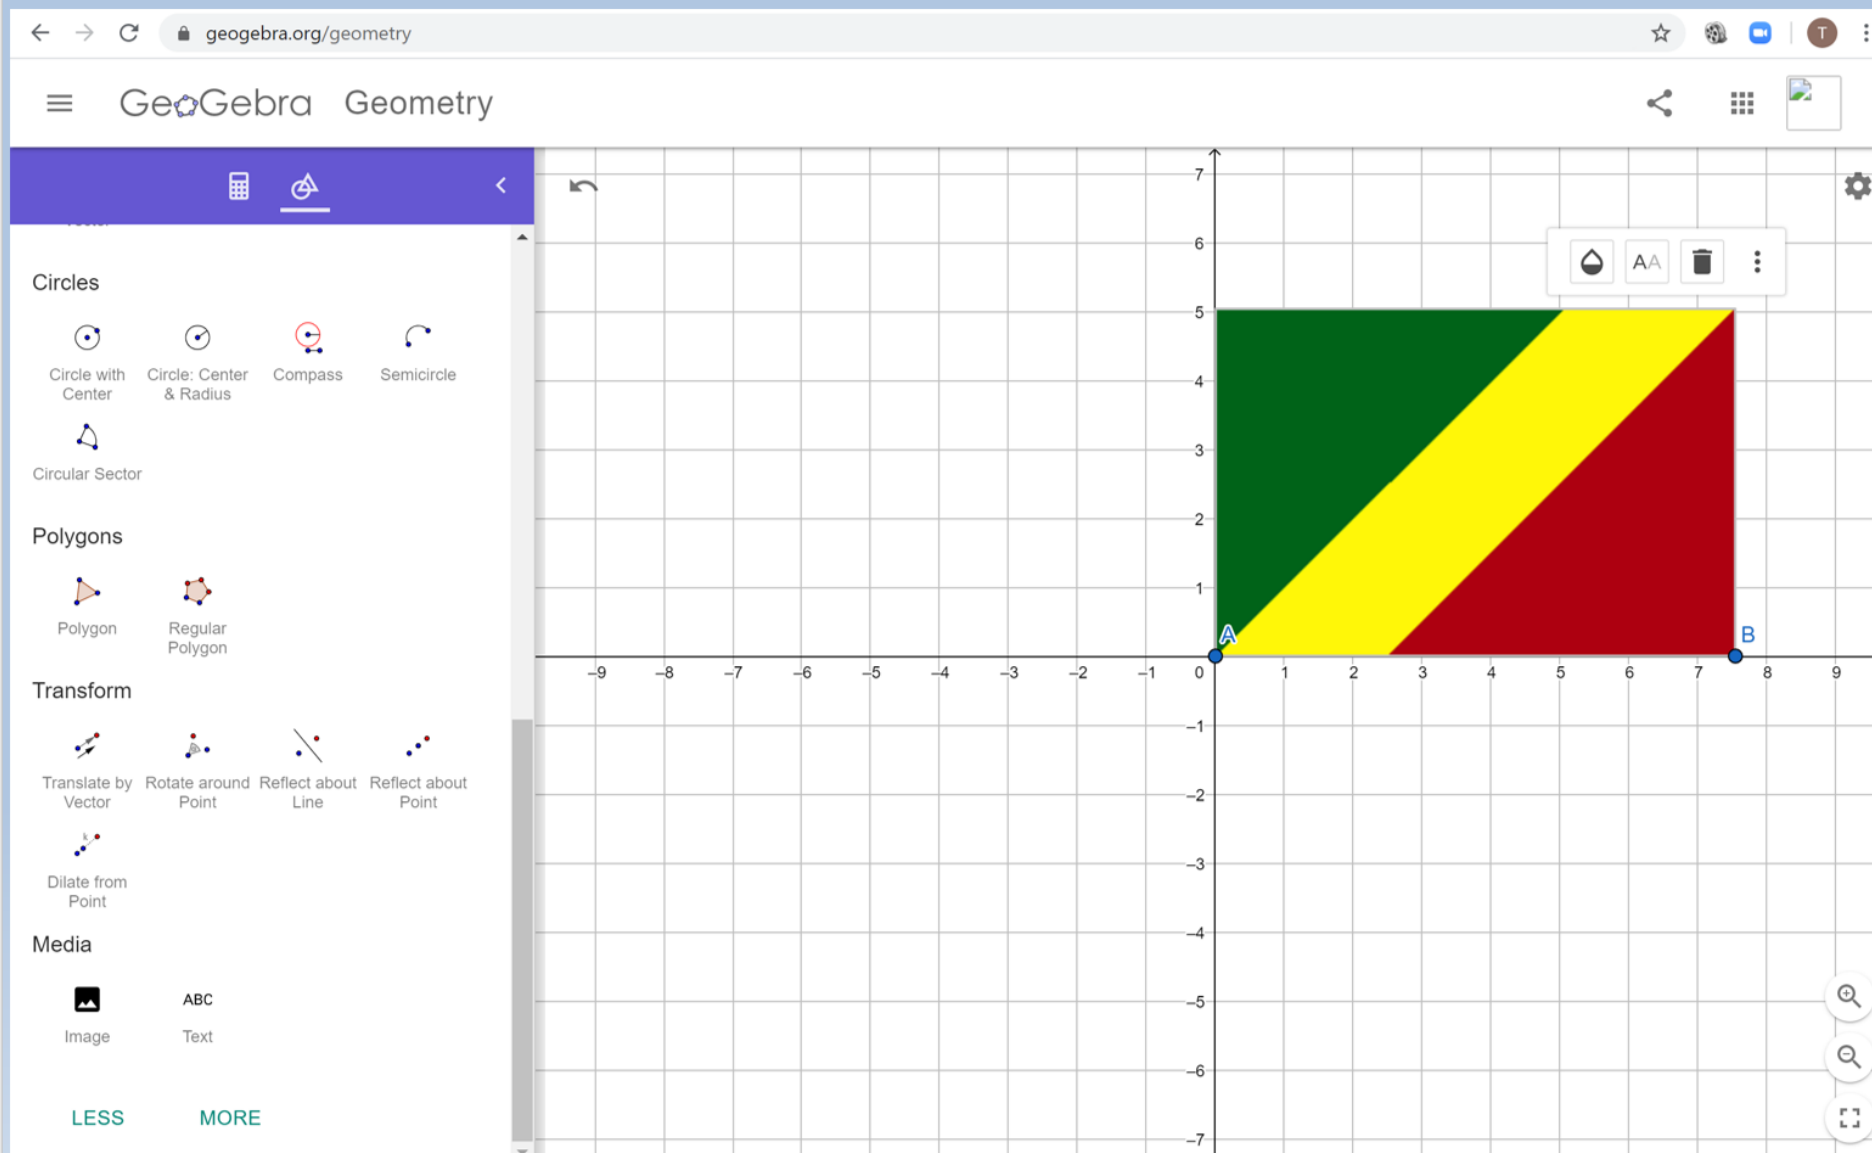 geogebra.org/geometry
T
GeoGebra Geometry
Circles
Circle with Center
Circle: Center & Radius
Compass
Semicircle
Circular Sector
Polygons
Polygon
Regular Polygon
Transform
Translate by Vector
Rotate around Point
Reflect about Line
Reflect about Point
k
Dilate from Point
Media
ABC
Image
Text
LESS MORE
AA
7
6
5
4
3
2
1
A
B
–9 –8 –7 –6 –5 –4 –3 –2 –1 0 1 2 3 4 5 6 7 8 9
–1
–2
–3
–4
–5
–6
–7